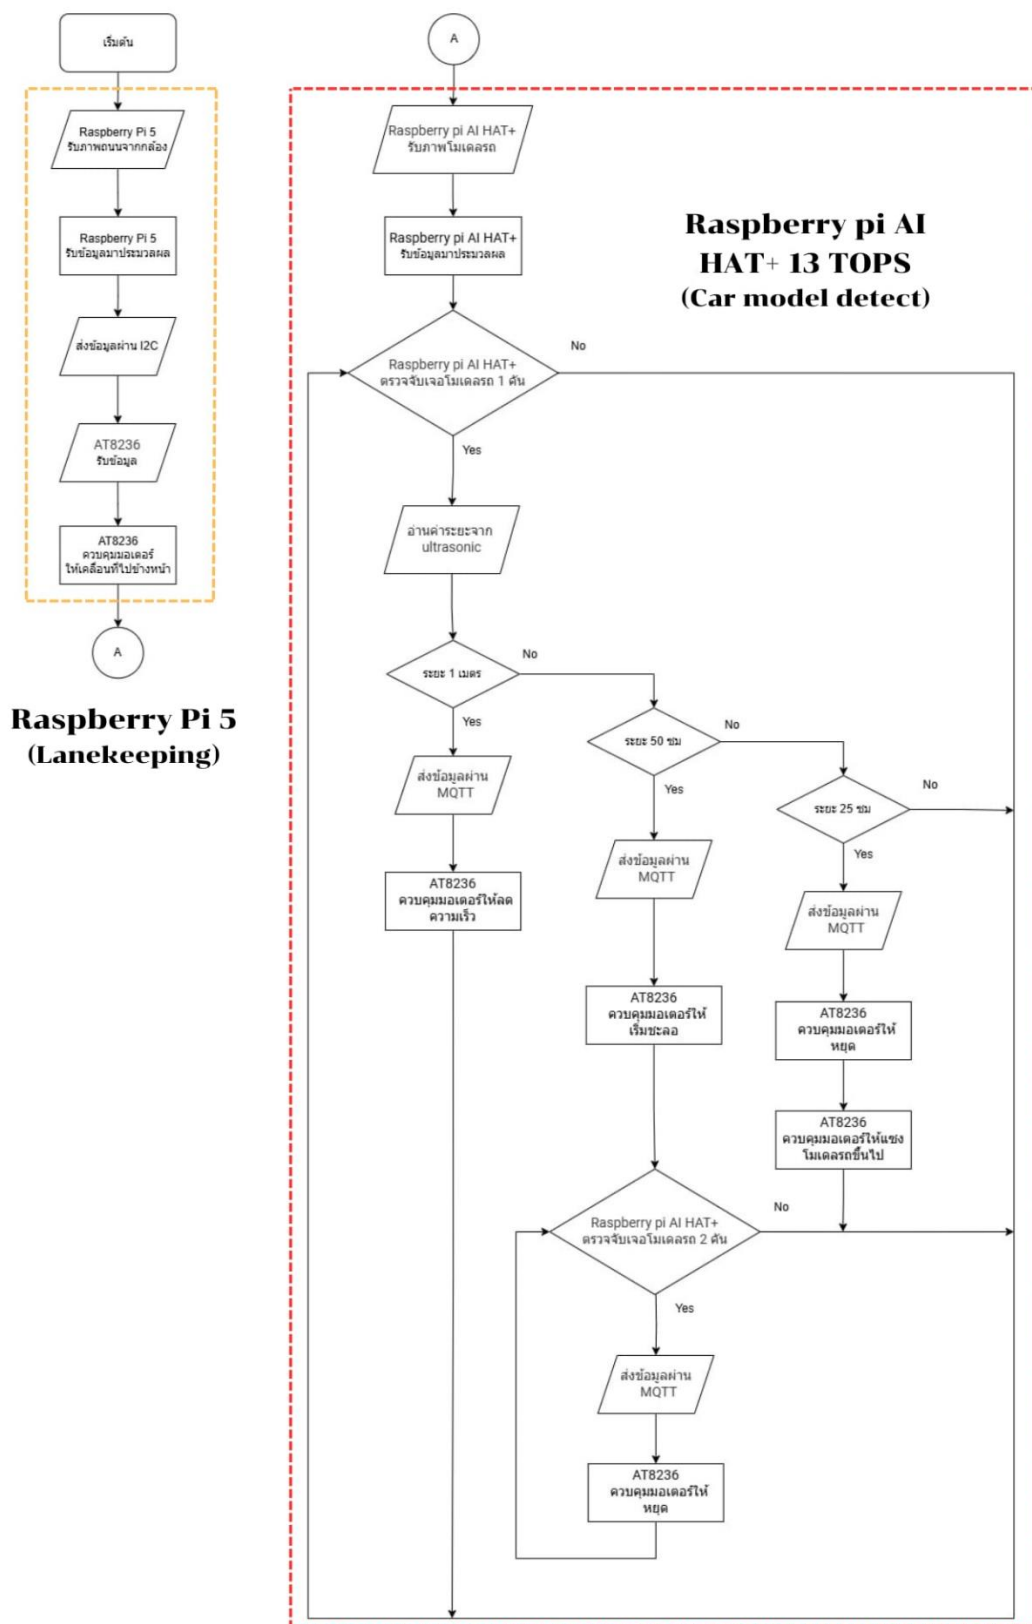 เริ่มต้น
Raspberry Pi 5
รับภาพถนนจากกล้อง
Raspberry Pi 5
รับข้อมูลมาประมวลผล
ส่งข้อมูลผ่าน I2C
AT8236
รับข้อมูล
AT8236
ควบคุมมอเตอร์
ให้เคลื่อนที่ไปข้างหน้า
A
Raspberry Pi 5
(Lanekeeping)
A
Raspberry pi AI HAT+
รับภาพโมเดลรถ
Raspberry pi AI HAT+
รับข้อมูลมาประมวลผล
Raspberry pi AI
HAT+ 13 TOPS
(Car model detect)
Raspberry pi AI HAT+
ตรวจจับเจอโมเดลรถ 1 คัน
No
Yes
อ่านค่าระยะจาก
ultrasonic
ระยะ 1 เมตร
No
Yes
ส่งข้อมูลผ่าน
MQTT
AT8236
ควบคุมมอเตอร์ให้ลด
ความเร็ว
ระยะ 50 ซม
No
Yes
ส่งข้อมูลผ่าน
MQTT
AT8236
ควบคุมมอเตอร์ให้
เริ่มชะลอ
ระยะ 25 ซม
No
Yes
ส่งข้อมูลผ่าน
MQTT
AT8236
ควบคุมมอเตอร์ให้
หยุด
AT8236
ควบคุมมอเตอร์ให้แซง
โมเดลรถขึ้นไป
Raspberry pi AI HAT+
ตรวจจับเจอโมเดลรถ 2 คัน
No
Yes
ส่งข้อมูลผ่าน
MQTT
AT8236
ควบคุมมอเตอร์ให้
หยุด